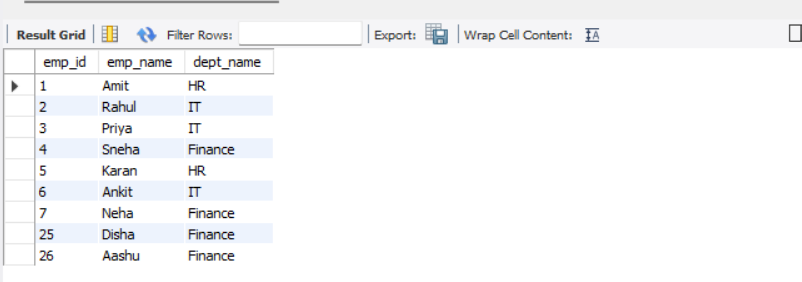 Result Grid Filter Rows: Export: Wrap Cell Content:
emp_id emp_name dept_name
1 Amit HR
2 Rahul IT
3 Priya IT
4 Sneha Finance
5 Karan HR
6 Ankit IT
7 Neha Finance
25 Disha Finance
26 Aashu Finance